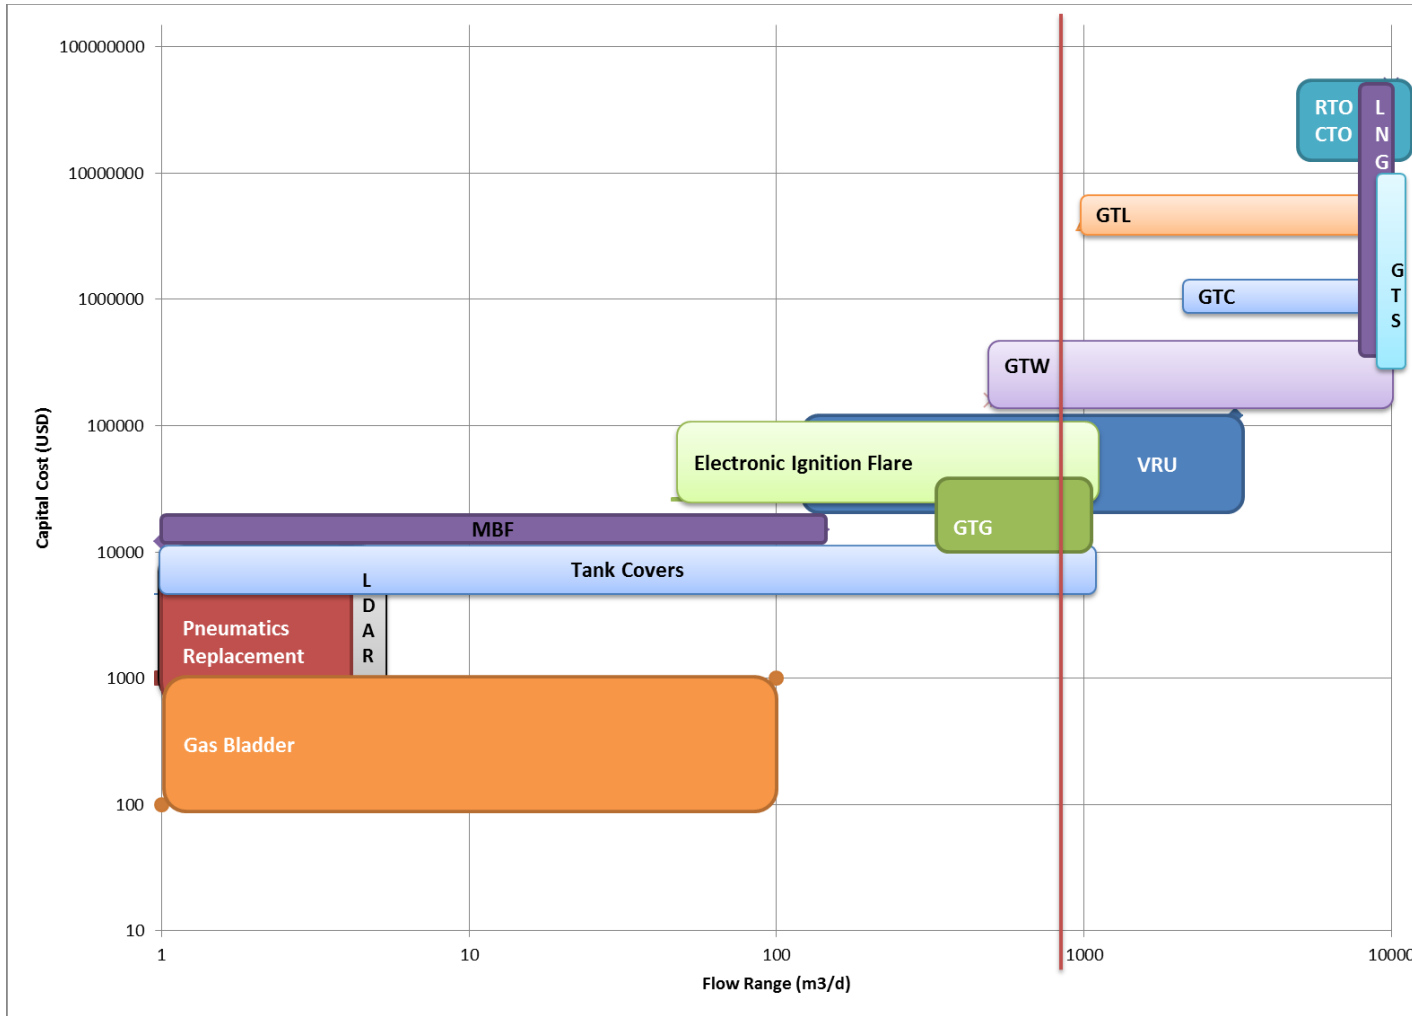 100000000
RTO
CTO
L
N
G
10000000
GTL
G
T
S
1000000
GTC
GTW
100000
Electronic Ignition Flare
VRU
MBF
GTG
10000
Tank Covers
L
D
A
R
Pneumatics
Replacement
1000
Gas Bladder
100
10
1
10
100
1000
10000
Capital Cost (USD)
Flow Range (m3/d)